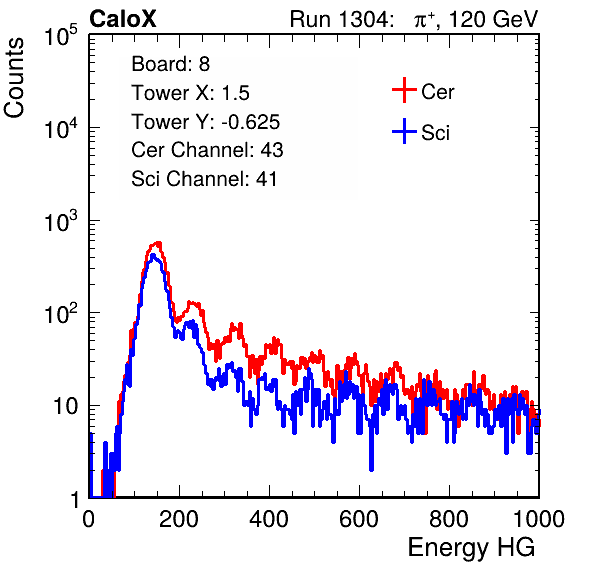 CaloX Run 1304: π⁺, 120 GeV
Counts
Board: 8
Tower X: 1.5
Tower Y: -0.625
Cer Channel: 43
Sci Channel: 41
Cer
Sci
10⁵
10⁴
10³
10²
10
1
0 200 400 600 800 1000
Energy HG